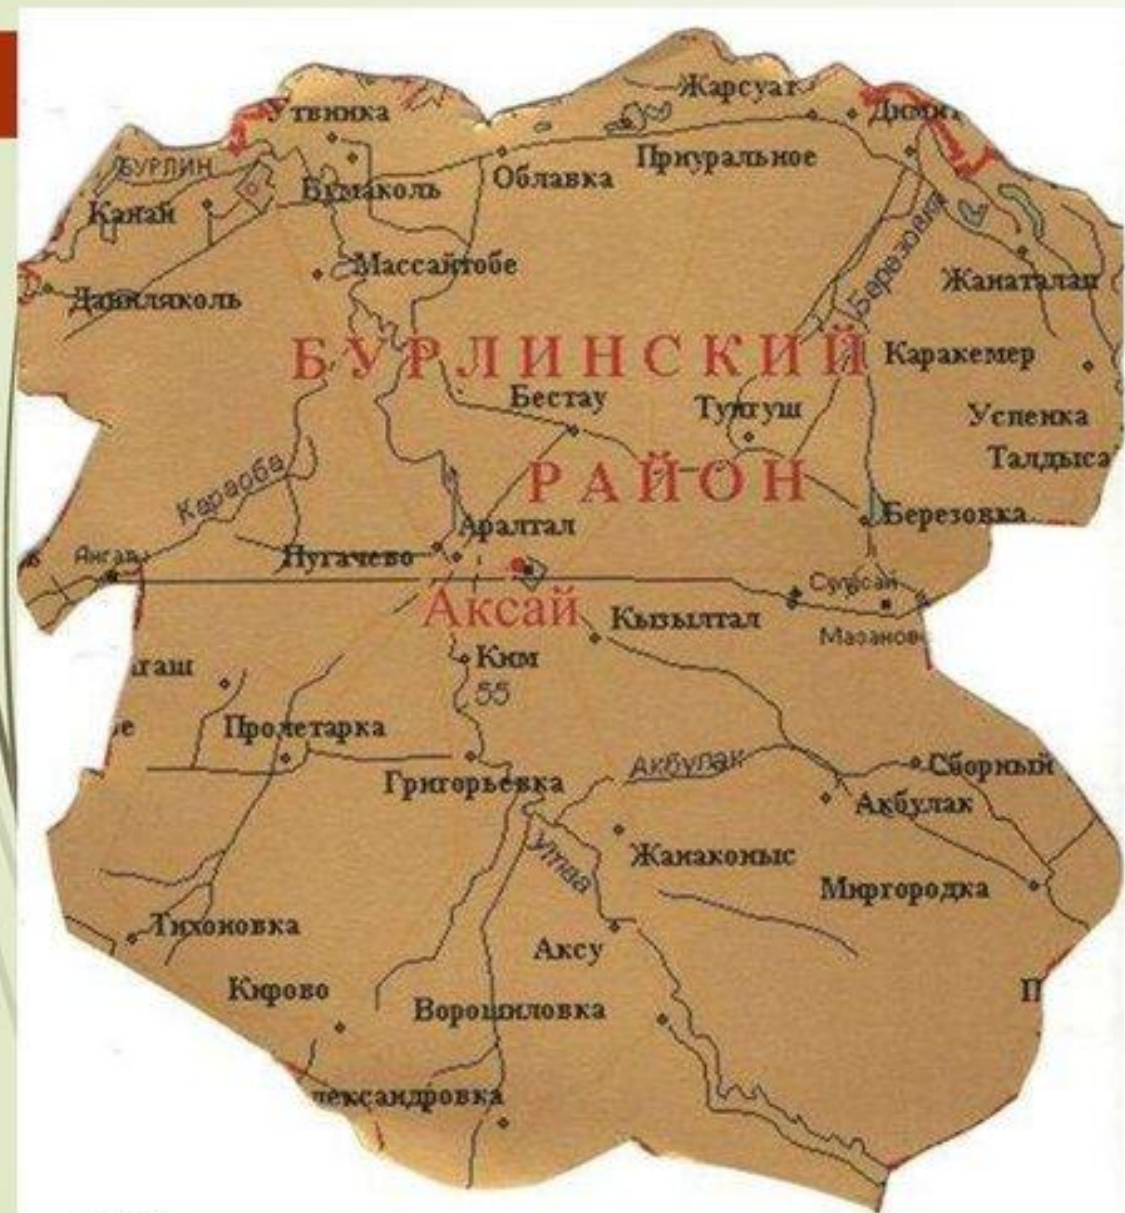 Жарсуат
Утвинка
Приуральное
БУРЛИН
Бумаколь
Облавка
Канай
Березовка
Массайтобе
Жанаталап
Даниляколь
БУРЛИНСКИЙ
Каракемер
Бестау
Тунгуш
Успенка
Талдыса
РАЙОН
Караоба
Березовка
Аралтал
Пугачево
Аксай
Кызылтал
Ким
55
гаш
Пролетарка
Григорьевка
Акбулак
Сборный
Акбулак
Утва
Жанаконыс
Миргородка
Тихоновка
Аксу
Кирово
Ворошиловка
П
лександровка